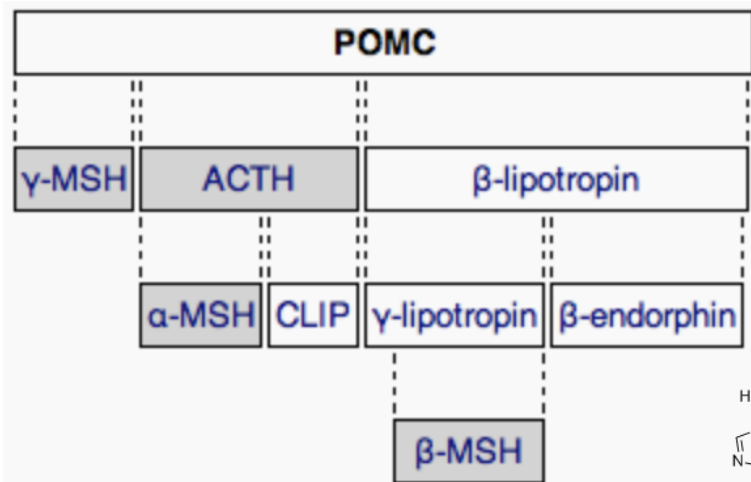 POMC
γ-MSH ACTH β-lipotropin
α-MSH CLIP γ-lipotropin β-endorphin
H
β-MSH
N